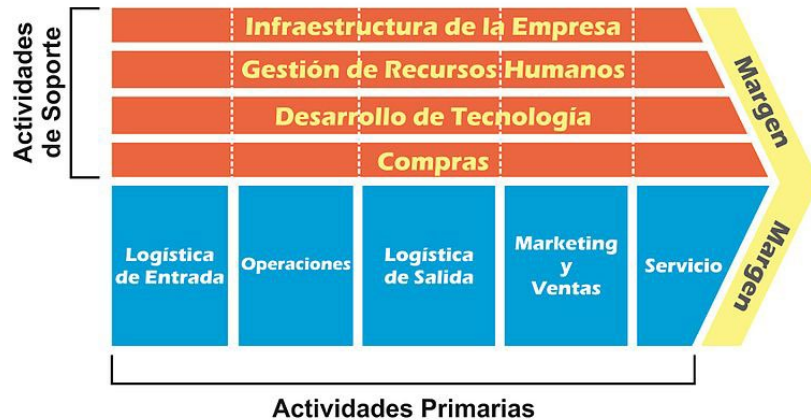 Actividades
de Soporte
Infraestructura de la Empresa
Gestión de Recursos Humanos
Desarrollo de Tecnología
Compras
Margen
Logística
de Entrada
Operaciones
Logística
de Salida
Marketing
y
Ventas
Servicio
Margen
Actividades Primarias